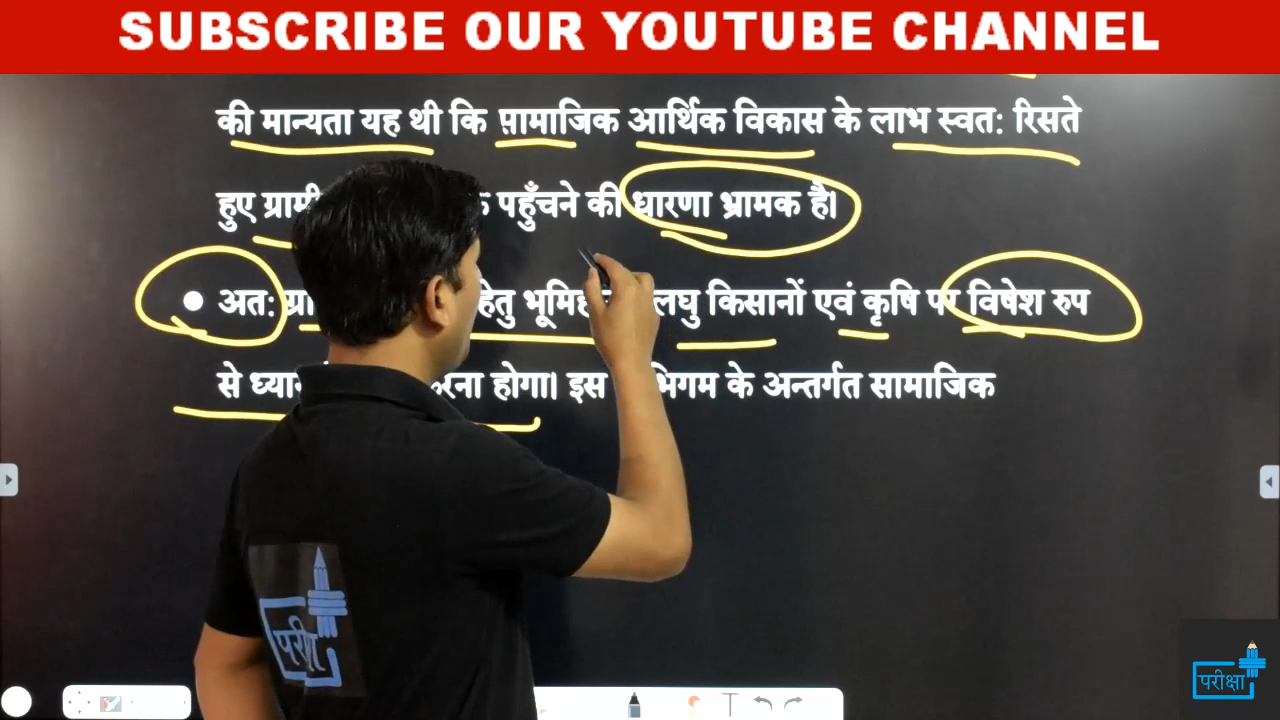 SUBSCRIBE OUR YOUTUBE CHANNEL
की मान्यता यह थी कि सामाजिक आर्थिक विकास के लाभ स्वत: रिसते
हुए पहुँचने की धारणा भ्रामक है।
अत: हेतु लघु किसानों एवं कृषि पर विषेश रुप
से होगा। इस के अन्तर्गत सामाजिक
परीक्षा
परीक्षा
T